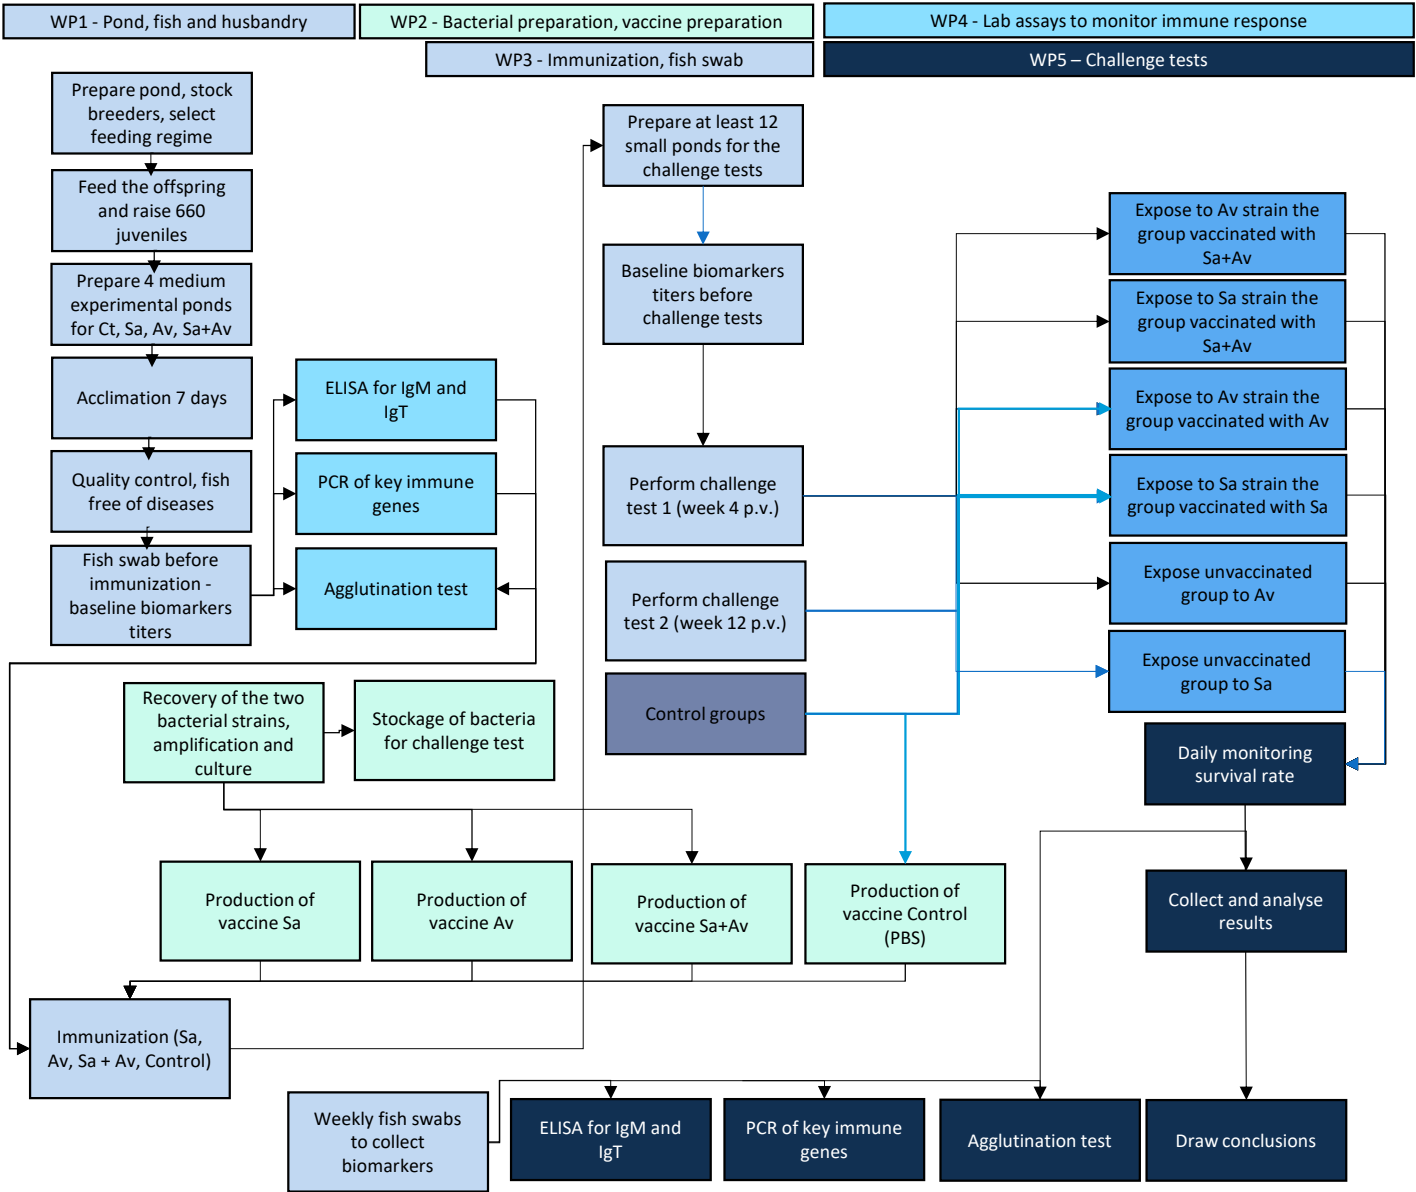 WP1 - Pond, fish and husbandry
WP2 - Bacterial preparation, vaccine preparation
WP4 - Lab assays to monitor immune response
WP3 - Immunization, fish swab
WP5 – Challenge tests
Prepare pond, stock
breeders, select
feeding regime
Feed the offspring
and raise 660
juveniles
Prepare 4 medium
experimental ponds
for Ct, Sa, Av, Sa+Av
Acclimation 7 days
Quality control, fish
free of diseases
Fish swab before
immunization -
baseline biomarkers
titers
ELISA for IgM and
IgT
PCR of key immune
genes
Agglutination test
Recovery of the two
bacterial strains,
amplification and
culture
Stockage of bacteria
for challenge test
Production of
vaccine Sa
Production of
vaccine Av
Production of
vaccine Sa+Av
Production of
vaccine Control
(PBS)
Immunization (Sa,
Av, Sa + Av, Control)
Prepare at least 12
small ponds for the
challenge tests
Baseline biomarkers
titers before
challenge tests
Perform challenge
test 1 (week 4 p.v.)
Perform challenge
test 2 (week 12 p.v.)
Control groups
Expose to Av strain the
group vaccinated with
Sa+Av
Expose to Sa strain the
group vaccinated with
Sa+Av
Expose to Av strain the
group vaccinated with Av
Expose to Sa strain the
group vaccinated with Sa
Expose unvaccinated
group to Av
Expose unvaccinated
group to Sa
Daily monitoring
survival rate
Collect and analyse
results
Weekly fish swabs
to collect
biomarkers
ELISA for IgM and
IgT
PCR of key immune
genes
Agglutination test
Draw conclusions